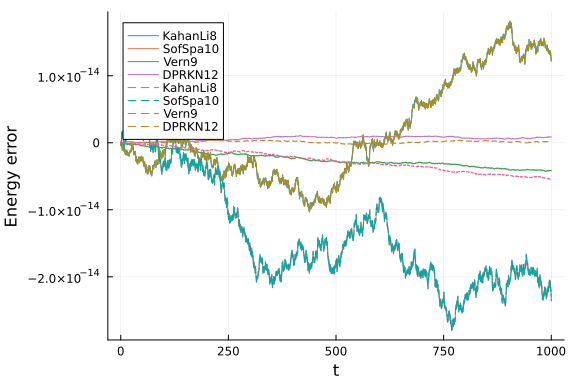 KahanLi8
SofSpa10
Vern9
DPRKN12
KahanLi8
SofSpa10
Vern9
DPRKN12
1.0×10⁻¹⁴
0
−1.0×10⁻¹⁴
−2.0×10⁻¹⁴
Energy error
0 250 500 750 1000
t